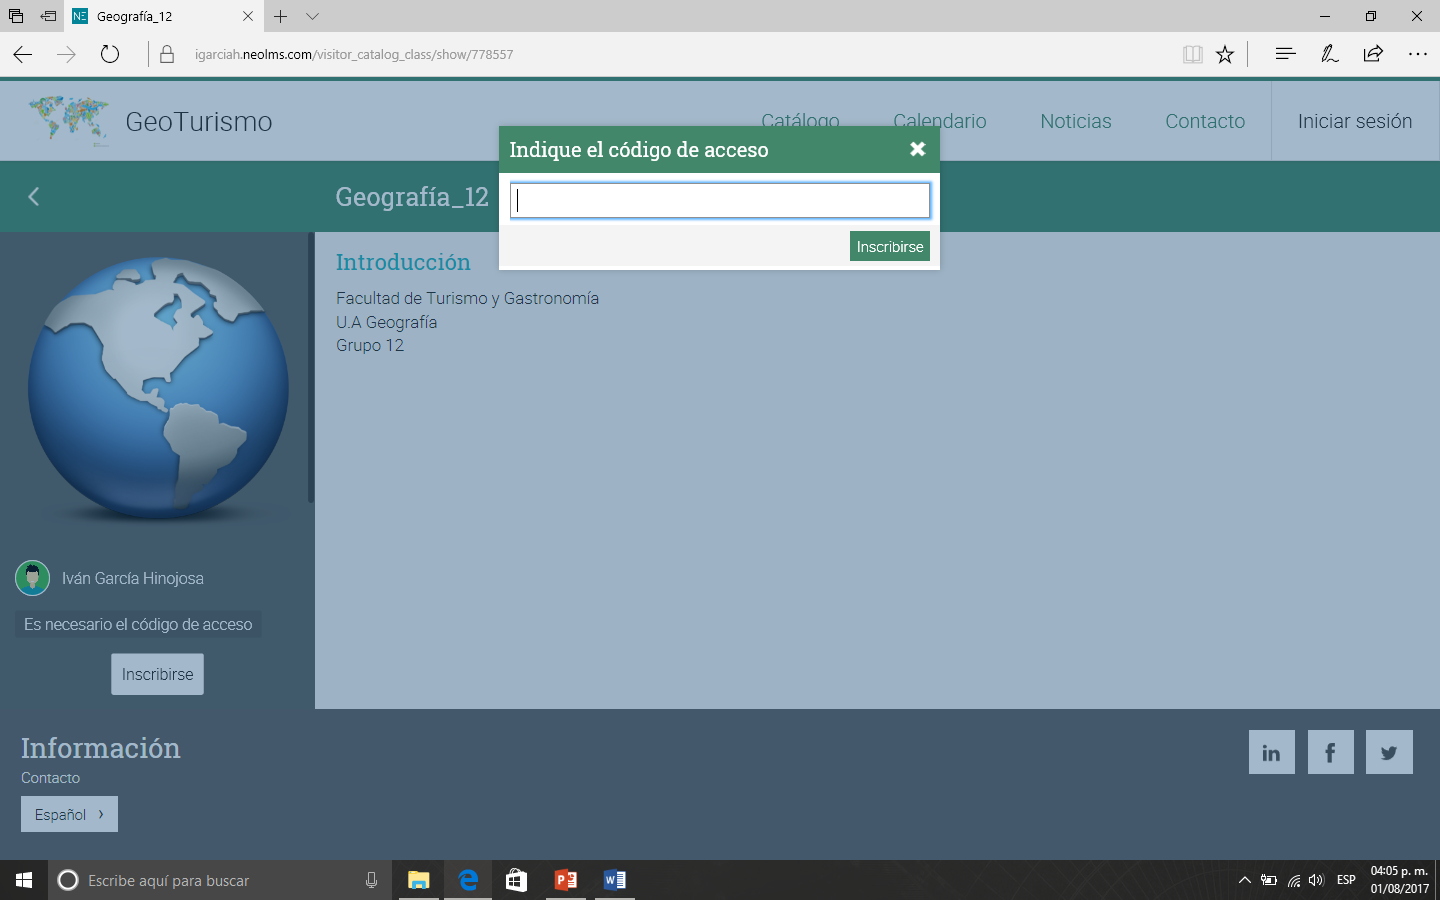 Geografía_12
igarciah.neolms.com/visitor_catalog_class/show/778557
GeoTurismo
Catálogo
Calendario
Noticias
Contacto
Iniciar sesión
Indique el código de acceso
Inscribirse
Geografía_12
Introducción
Facultad de Turismo y Gastronomía
U.A Geografía
Grupo 12
Iván García Hinojosa
Es necesario el código de acceso
Inscribirse
Información
Contacto
Español
Escribe aquí para buscar
ESP
04:05 p. m.
01/08/2017